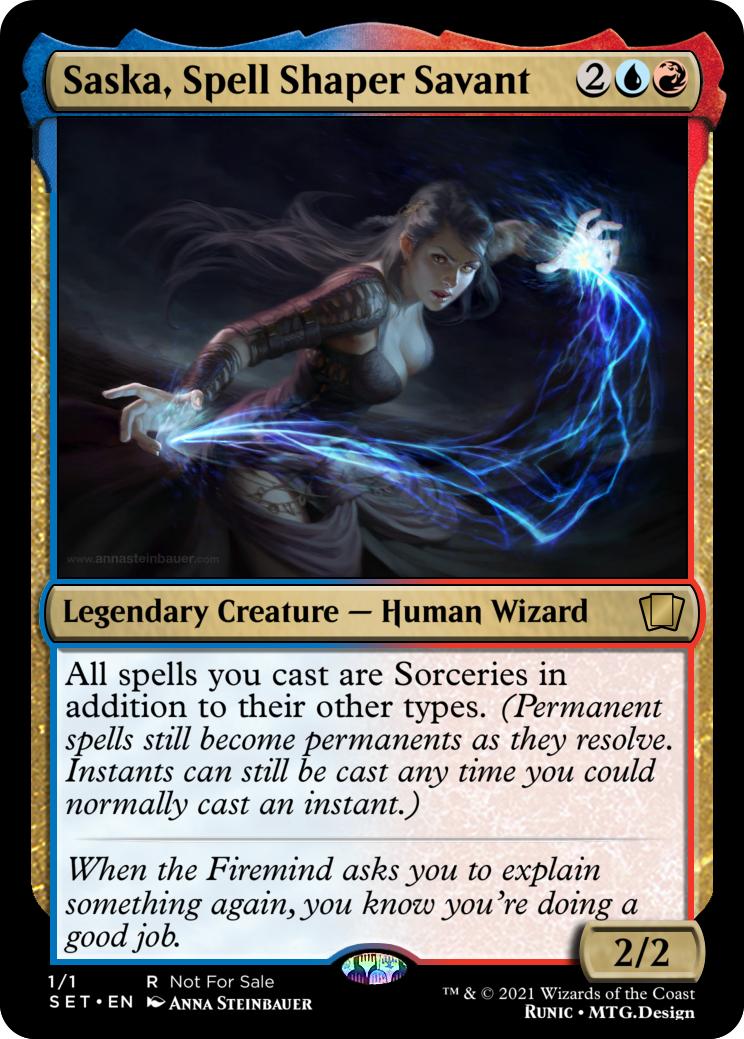 Saska, Spell Shaper Savant 2
www.annasteinbauer.com
Legendary Creature — Human Wizard
All spells you cast are Sorceries in
addition to their other types. (Permanent
spells still become permanents as they resolve.
Instants can still be cast any time you could
normally cast an instant.)
When the Firemind asks you to explain
something again, you know you're doing a
good job.
2/2
1/1 R Not For Sale
SET • EN Anna Steinbauer
™ & © 2021 Wizards of the Coast
Runic • MTG.Design